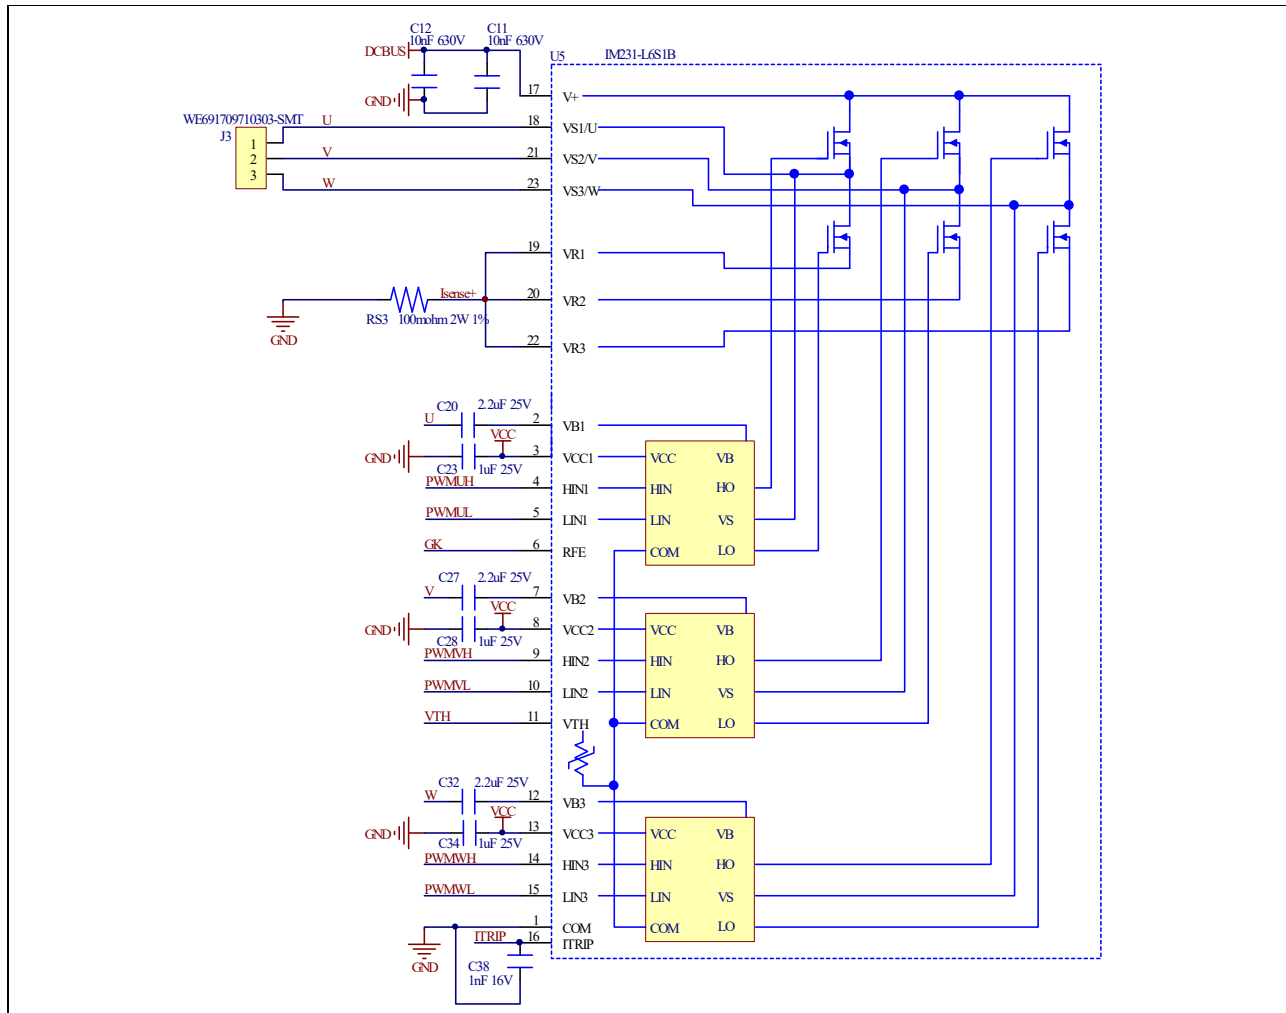 C12
10nF 630V
C11
10nF 630V
DCBUS
GND
U5
IM231-L6S1B
17
V+
WE691709710303-SMT
J3
1
2
3
U
18
VS1/U
V
21
VS2/V
W
23
VS3/W
19
VR1
Isense+
20
VR2
RS3
100mohm 2W 1%
GND
22
VR3
C20
2.2uF 25V
U
2
VB1
VCC
GND
3
VCC1
C23
1uF 25V
PWMUH
4
HIN1
PWMUL
5
LIN1
GK
6
RFE
VCC
VB
HIN
HO
LIN
VS
COM
LO
C27
2.2uF 25V
V
7
VB2
VCC
GND
8
VCC2
C28
1uF 25V
PWMVH
9
HIN2
PWMVL
10
LIN2
VTH
11
VTH
VCC
VB
HIN
HO
LIN
VS
COM
LO
C32
2.2uF 25V
W
12
VB3
VCC
GND
13
VCC3
C34
1uF 25V
PWMWH
14
HIN3
PWMWL
15
LIN3
VCC
VB
HIN
HO
LIN
VS
COM
LO
1
COM
ITRIP
16
ITRIP
GND
C38
1nF 16V